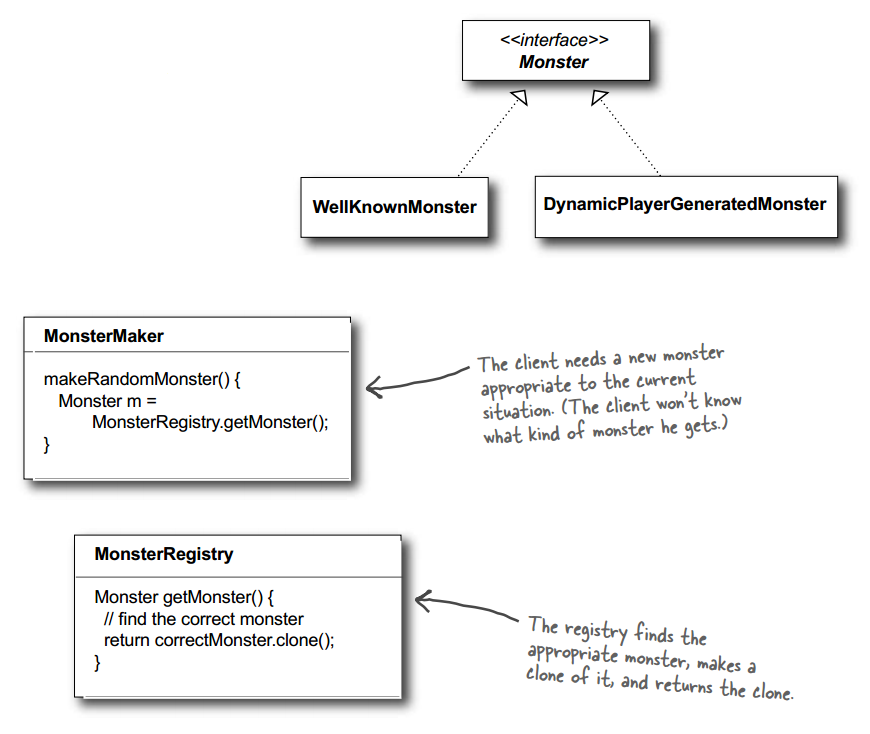 <<interface>>
Monster
WellKnownMonster
DynamicPlayerGeneratedMonster
MonsterMaker
makeRandomMonster() {
Monster m =
MonsterRegistry.getMonster();
}
The client needs a new monster
appropriate to the current
situation. (The client won't know
what kind of monster he gets.)
MonsterRegistry
Monster getMonster() {
// find the correct monster
return correctMonster.clone();
}
The registry finds the
appropriate monster, makes a
clone of it, and returns the clone.